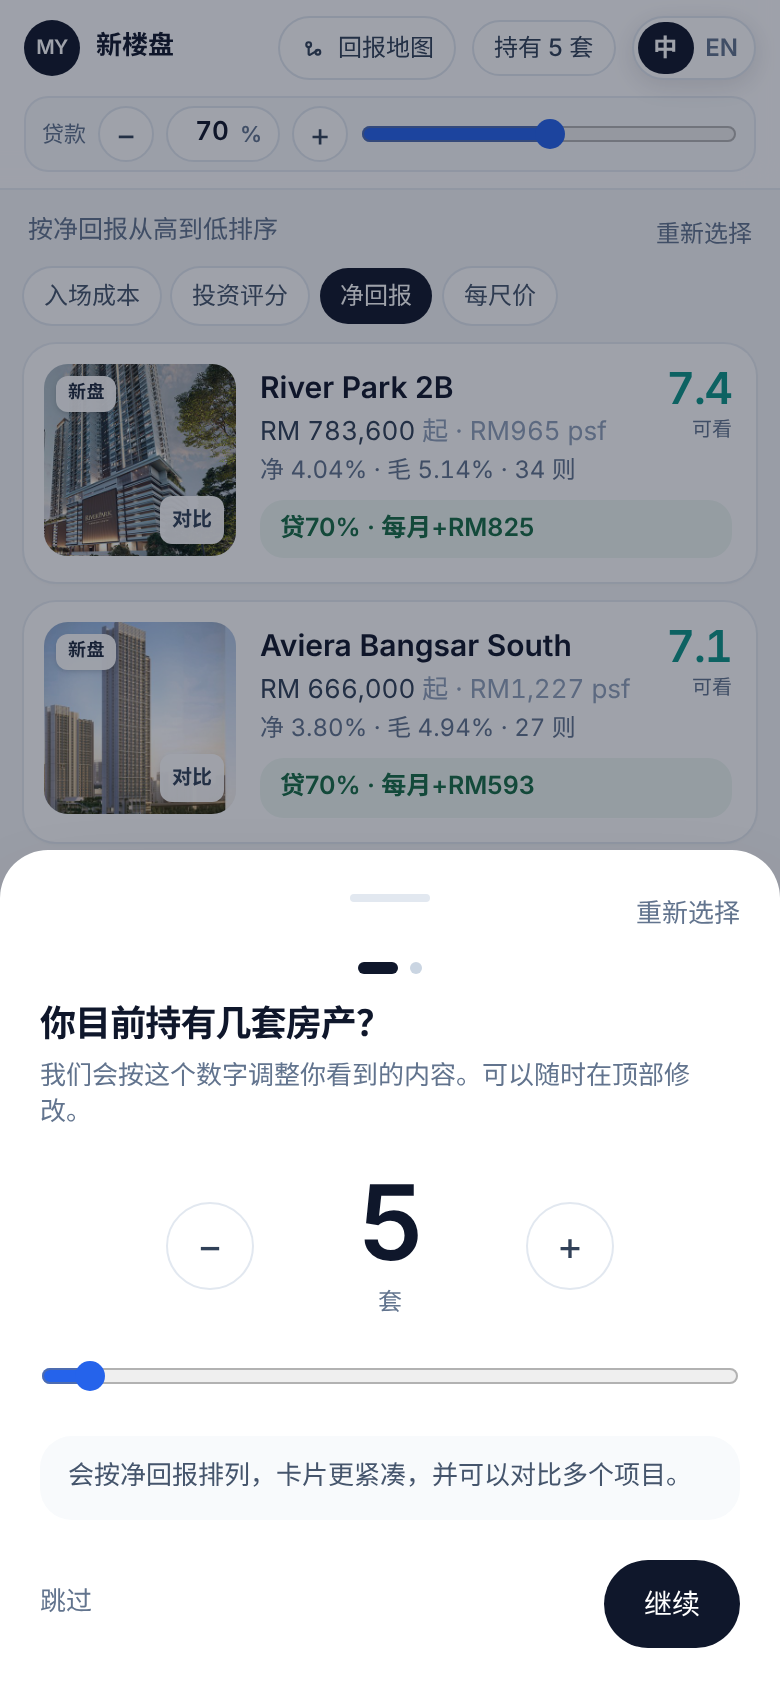 MY 新楼盘 回报地图 持有 5 套 中 EN
贷款 − 70 % +
按净回报从高到低排序 重新选择
入场成本 投资评分 净回报 每尺价
新盘
对比
River Park 2B 7.4
RM 783,600 起 · RM965 psf 可看
净 4.04% · 毛 5.14% · 34 则
贷70% · 每月+RM825
新盘
对比
Aviera Bangsar South 7.1
RM 666,000 起 · RM1,227 psf 可看
净 3.80% · 毛 4.94% · 27 则
贷70% · 每月+RM593
重新选择
你目前持有几套房产？
我们会按这个数字调整你看到的内容。可以随时在顶部修
改。
− 5 +
套
会按净回报排列，卡片更紧凑，并可以对比多个项目。
跳过 继续